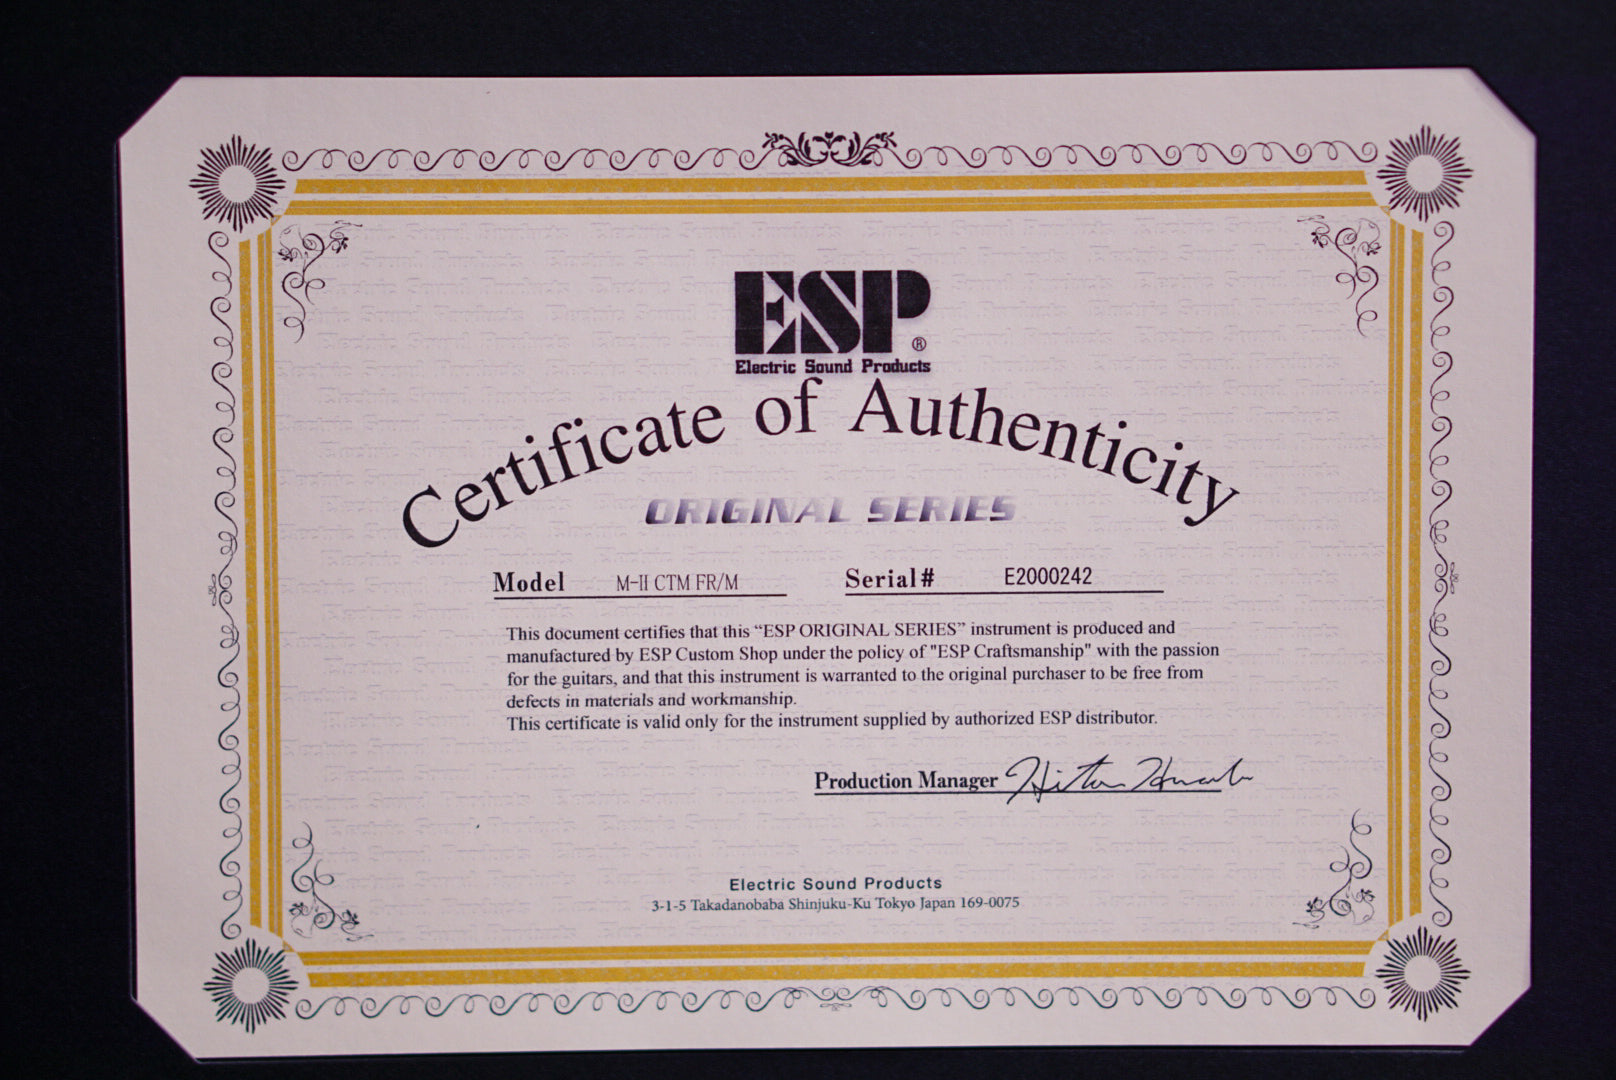 ESP®
Electric Sound Products
Certificate of Authenticity
ORIGINAL SERIES
Model M-II CTM FR/M Serial# E2000242
This document certifies that this “ESP ORIGINAL SERIES” instrument is produced and
manufactured by ESP Custom Shop under the policy of "ESP Craftsmanship" with the passion
for the guitars, and that this instrument is warranted to the original purchaser to be free from
defects in materials and workmanship.
This certificate is valid only for the instrument supplied by authorized ESP distributor.
Production Manager
Electric Sound Products
3-1-5 Takadanobaba Shinjuku-Ku Tokyo Japan 169-0075